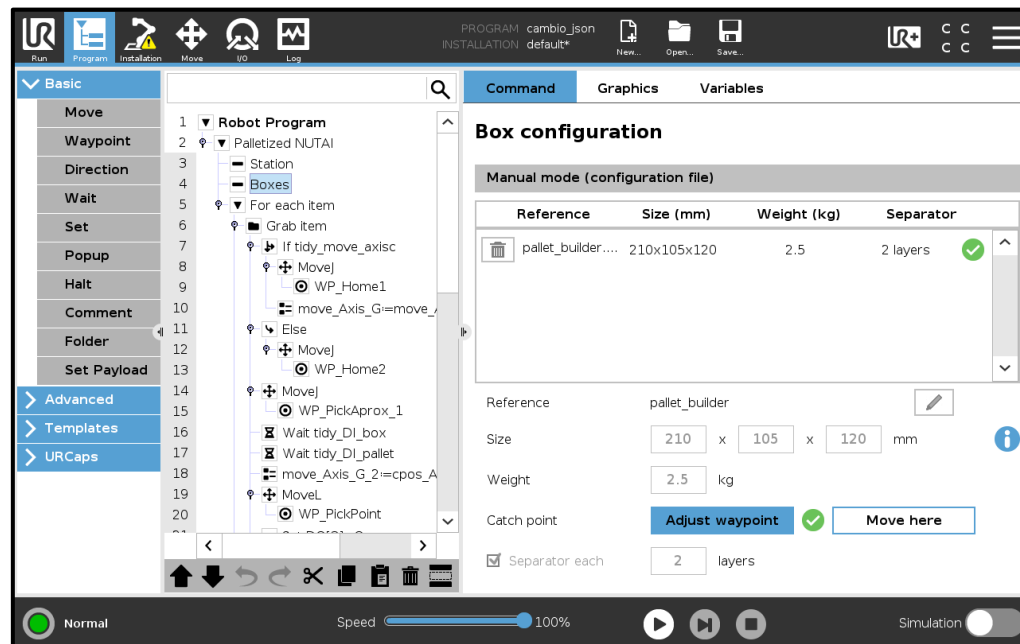 PROGRAM cambio_json
INSTALLATION default*
UR
Run
Program
Installation
Move
I/O
Log
New...
Open...
Save...
UR+
C C
C C
Basic
Move
Waypoint
Direction
Wait
Set
Popup
Halt
Comment
Folder
Set Payload
Advanced
Templates
URCaps
1 Robot Program
2 Palletized NUTAI
3 Station
4 Boxes
5 For each item
6 Grab item
7 If tidy_move_axisc
8 MoveJ
9 WP_Home1
10 move_Axis_G:=move_
11 Else
12 MoveJ
13 WP_Home2
14 MoveJ
15 WP_PickAprox_1
16 Wait tidy_DI_box
17 Wait tidy_DI_pallet
18 move_Axis_G_2:=cpos_A
19 MoveL
20 WP_PickPoint
Command
Graphics
Variables
Box configuration
Manual mode (configuration file)
Reference Size (mm) Weight (kg) Separator
pallet_builder.... 210x105x120 2.5 2 layers
Reference pallet_builder
Size 210 x 105 x 120 mm
Weight 2.5 kg
Catch point Adjust waypoint Move here
Separator each 2 layers
Normal
Speed 100%
Simulation